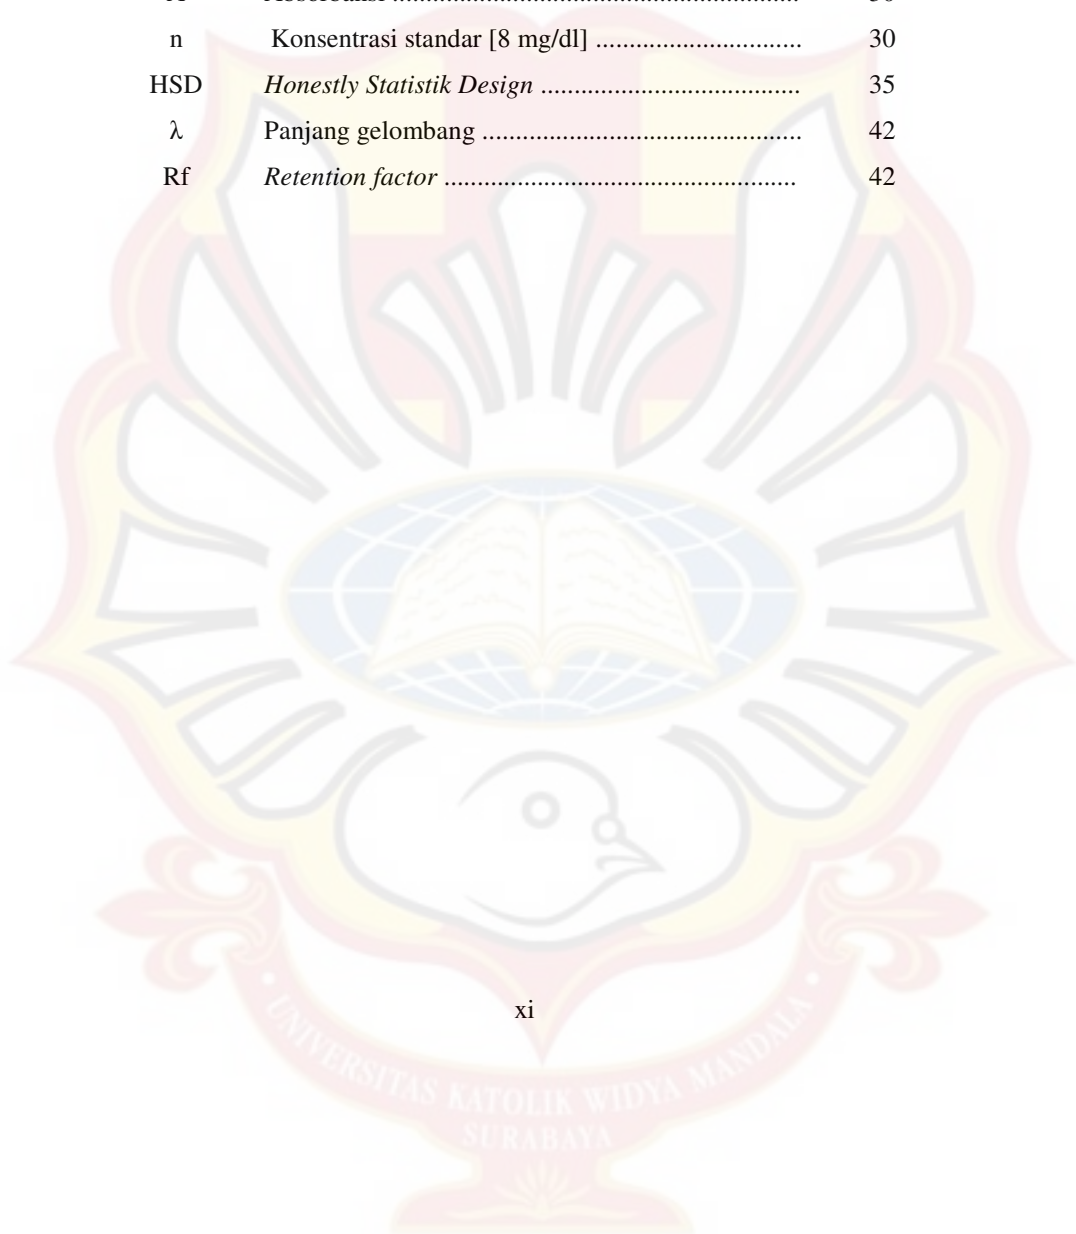 n Konsentrasi standar [8 mg/dl] ............................... 30
HSD Honestly Statistik Design ....................................... 35
λ Panjang gelombang ................................................ 42
Rf Retention factor ..................................................... 42
xi
UNIVERSITAS KATOLIK WIDYA MANDALA
SURABAYA